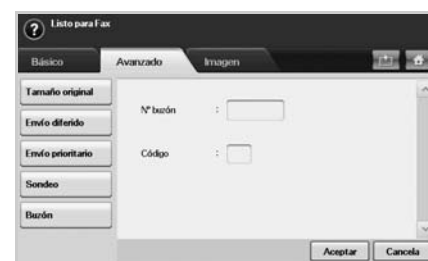 ? Listo para Fax
Básico Avanzado Imagen
Tamaño original
Envío diferido
Envío prioritario
Sondeo
Buzón
Nº buzón :
Código :
Aceptar Cancela